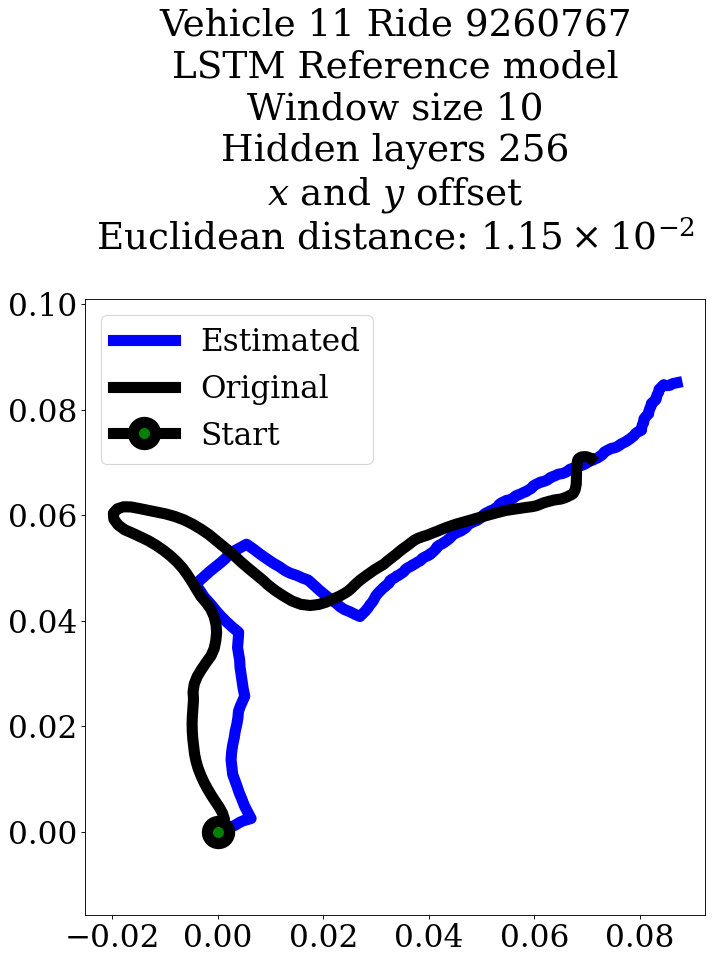 Vehicle 11 Ride 9260767
LSTM Reference model
Window size 10
Hidden layers 256
x and y offset
Euclidean distance: 1.15 × 10⁻²
Estimated
Original
Start
0.10
0.08
0.06
0.04
0.02
0.00
−0.02 0.00 0.02 0.04 0.06 0.08